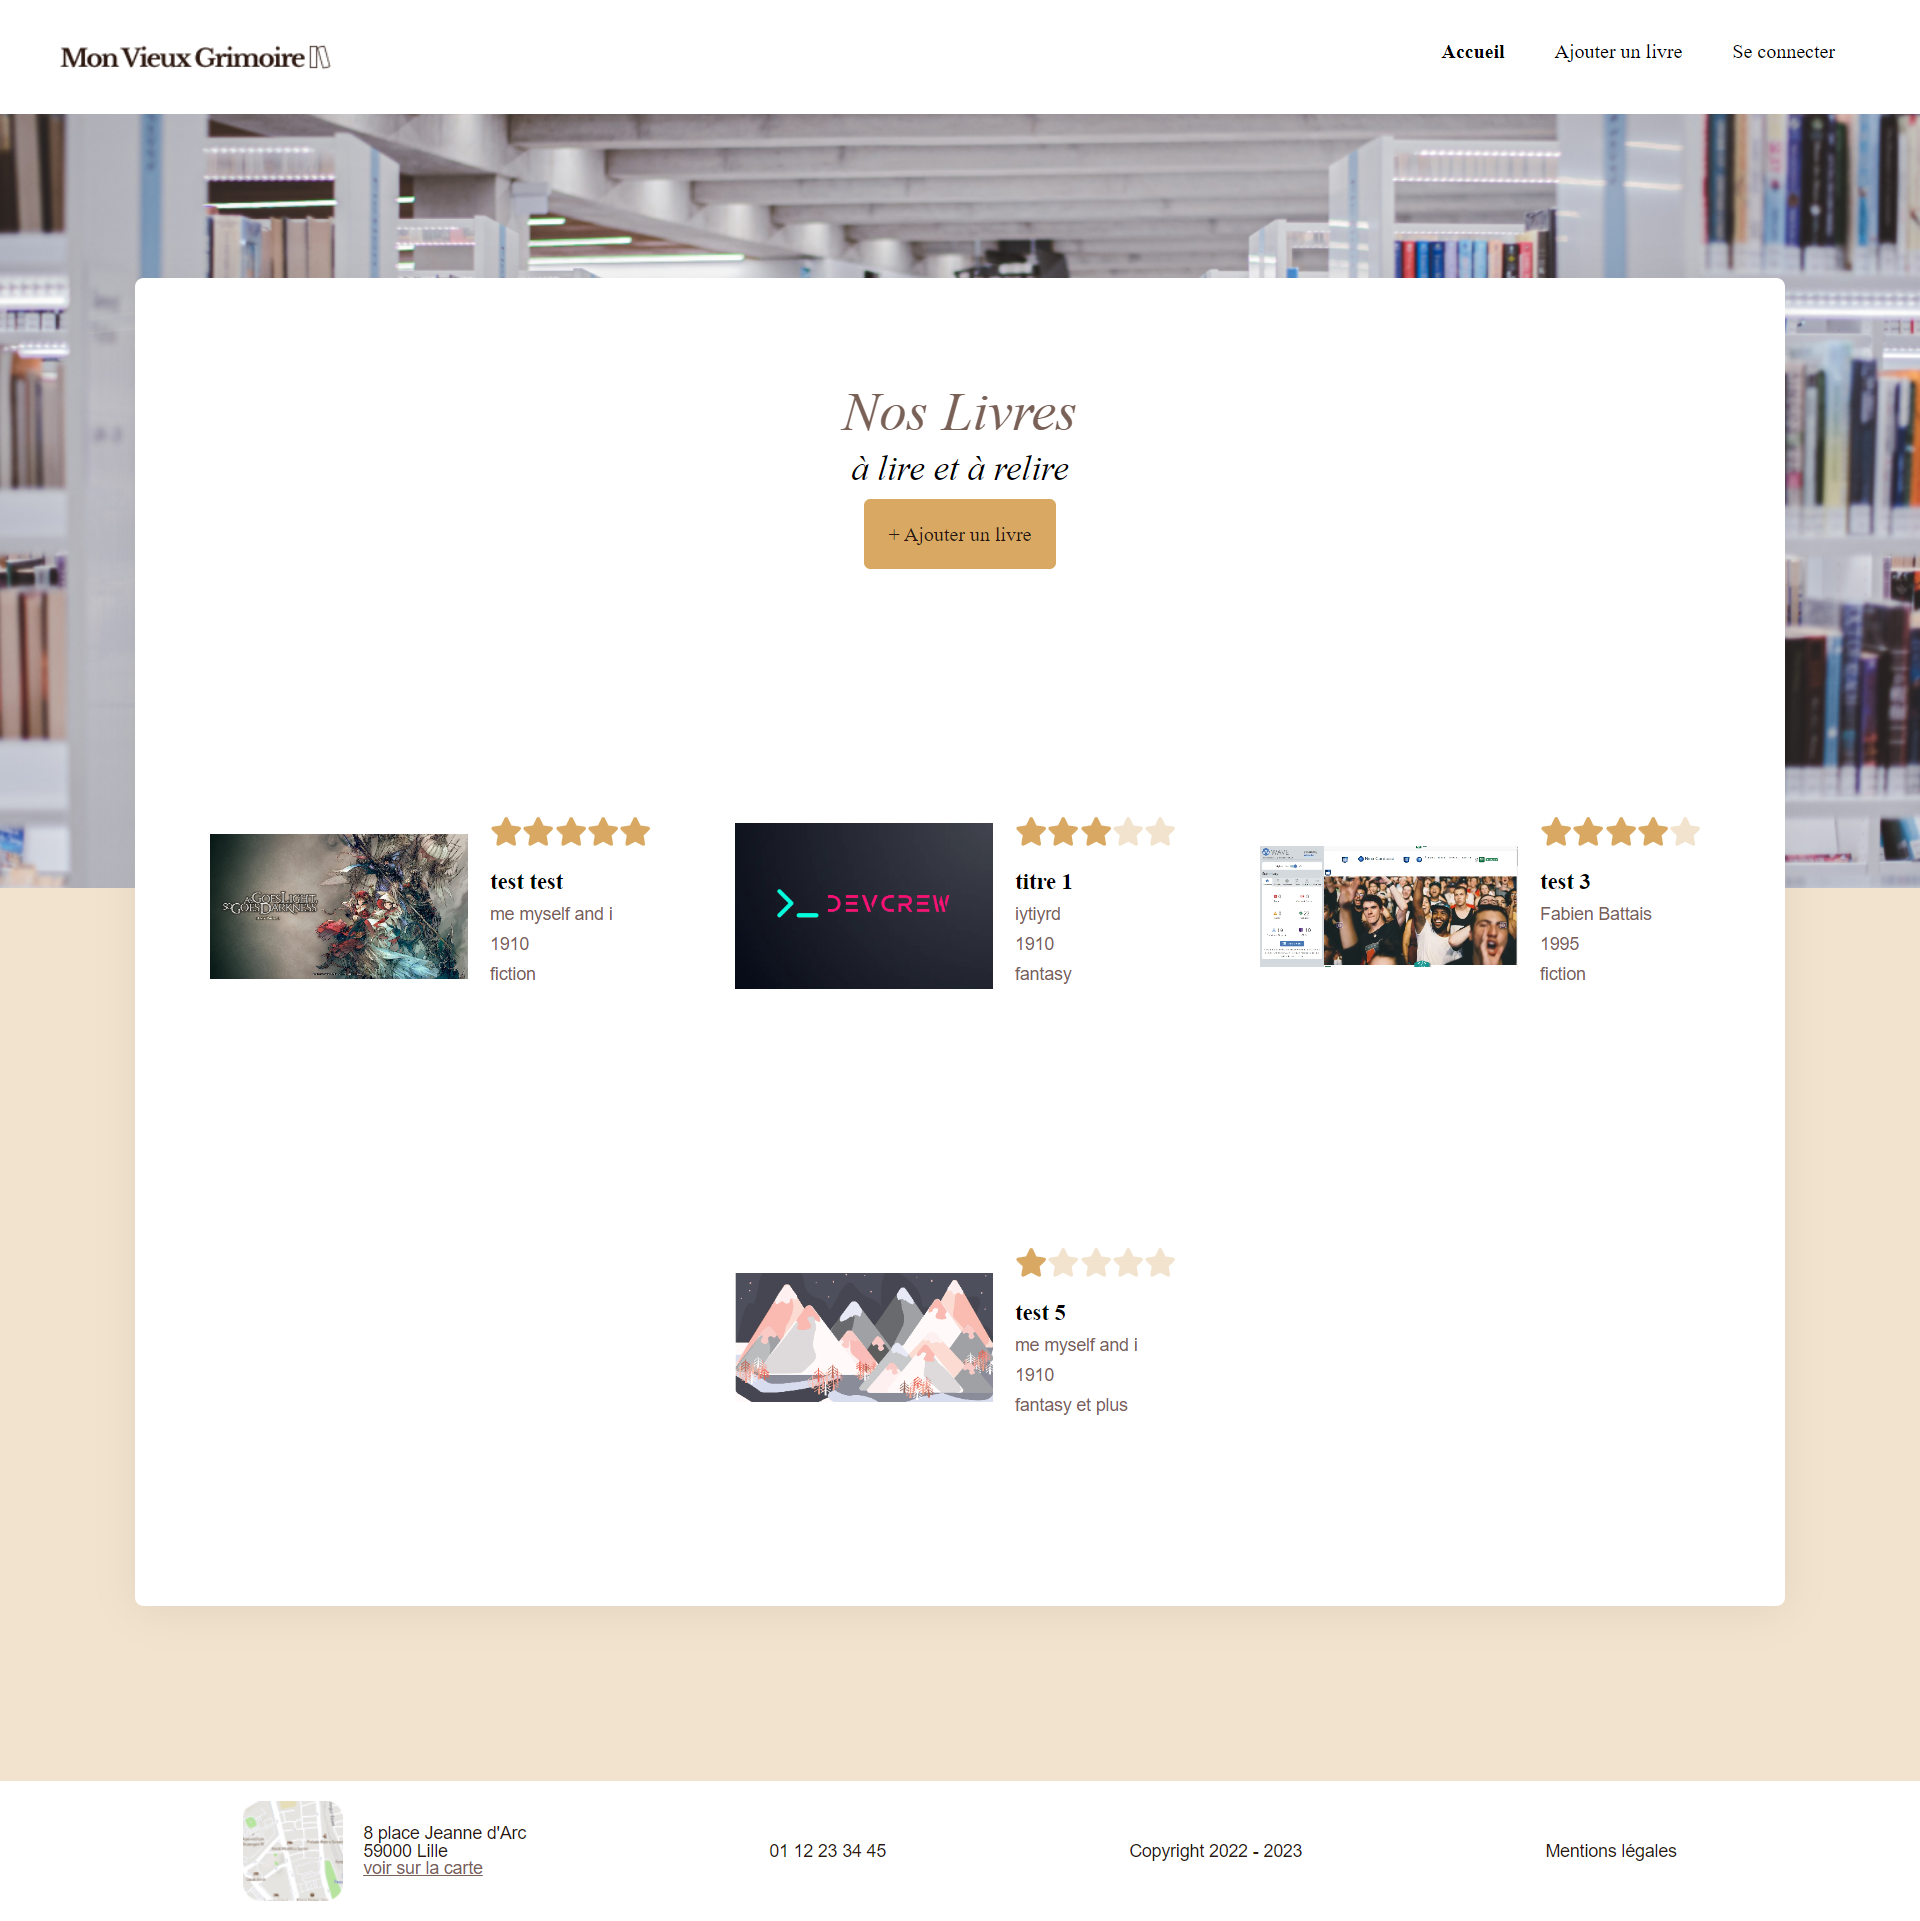 Mon Vieux Grimoire
Accueil
Ajouter un livre
Se connecter
Nos Livres
à lire et à relire
+ Ajouter un livre
AS GOES LIGHT,
SO GOES DARKNESS
test test
me myself and i
1910
fiction
DEVCREW
titre 1
iytiyrd
1910
fantasy
WAVE
test 3
Fabien Battais
1995
fiction
test 5
me myself and i
1910
fantasy et plus
8 place Jeanne d'Arc
59000 Lille
voir sur la carte
01 12 23 34 45
Copyright 2022 - 2023
Mentions légales